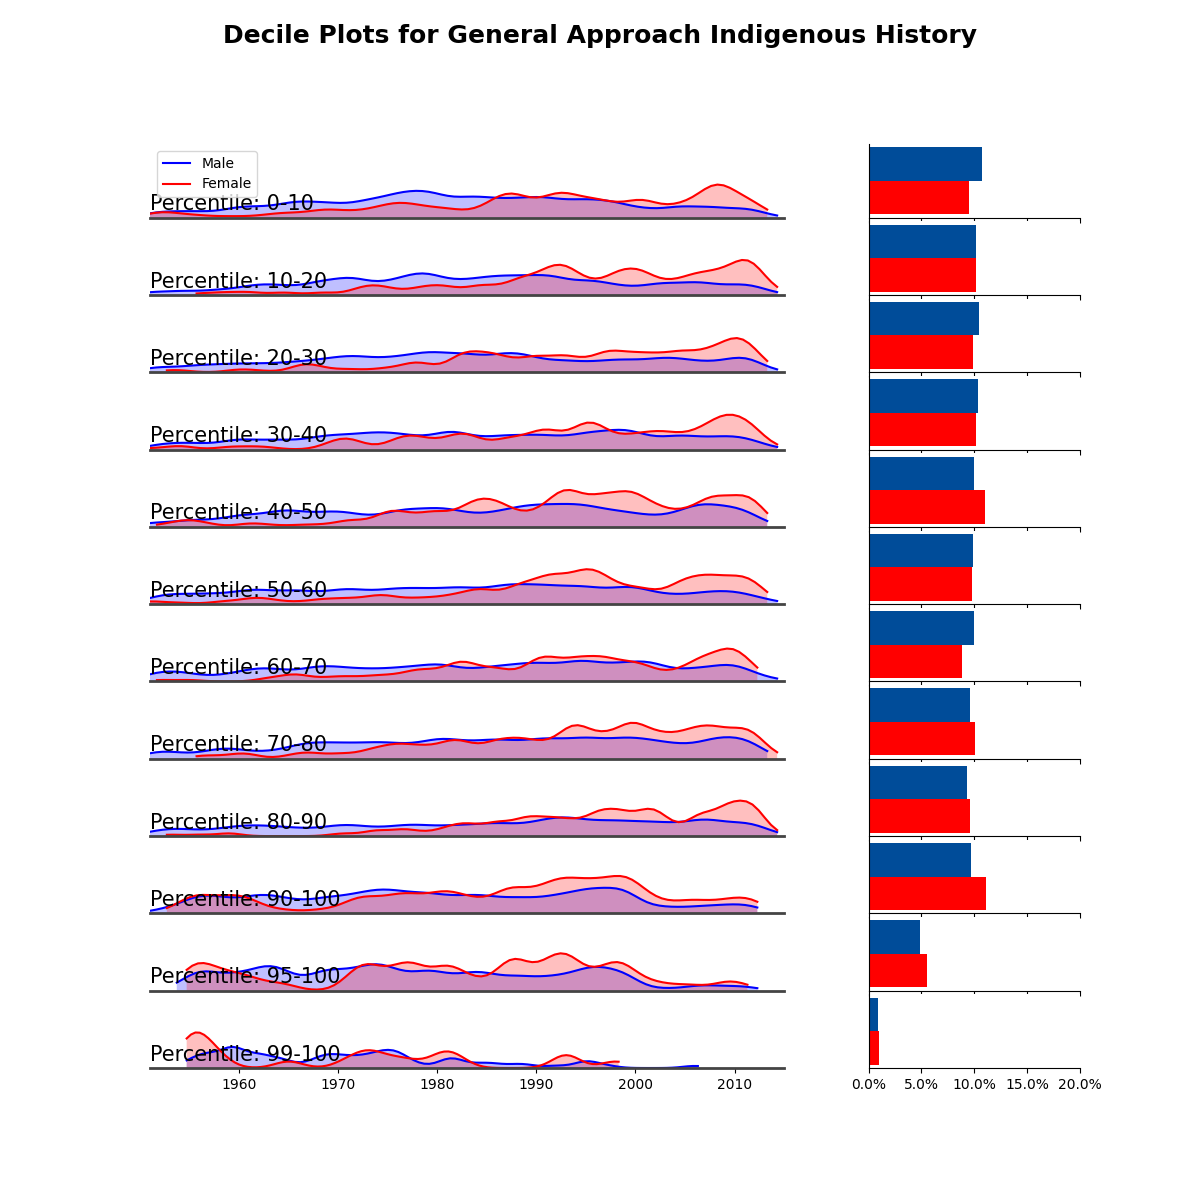 Decile Plots for General Approach Indigenous History
Male
Female
Percentile: 0-10
Percentile: 10-20
Percentile: 20-30
Percentile: 30-40
Percentile: 40-50
Percentile: 50-60
Percentile: 60-70
Percentile: 70-80
Percentile: 80-90
Percentile: 90-100
Percentile: 95-100
Percentile: 99-100
1960 1970 1980 1990 2000 2010
0.0% 5.0% 10.0% 15.0% 20.0%